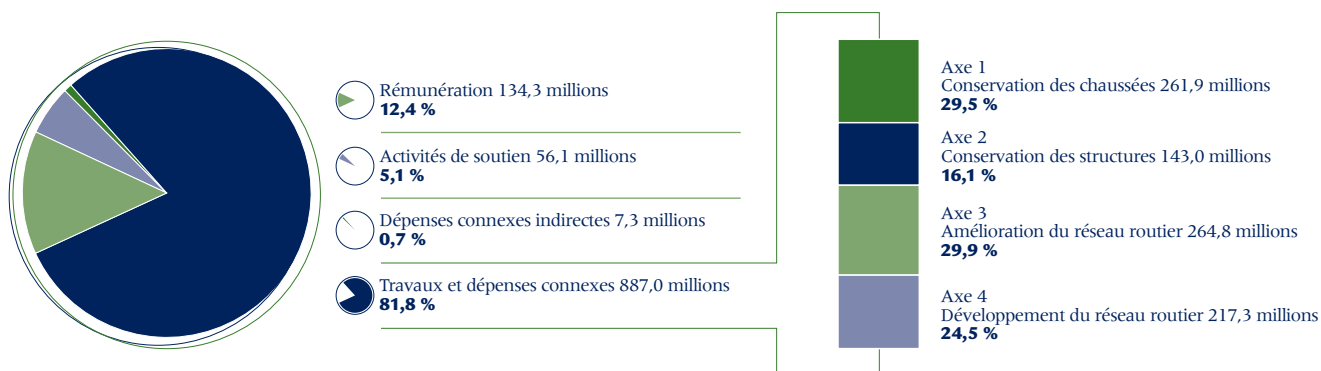 Rémunération 134,3 millions
12,4 %
Activités de soutien 56,1 millions
5,1 %
Dépenses connexes indirectes 7,3 millions
0,7 %
Travaux et dépenses connexes 887,0 millions
81,8 %
Axe 1
Conservation des chaussées 261,9 millions
29,5 %
Axe 2
Conservation des structures 143,0 millions
16,1 %
Axe 3
Amélioration du réseau routier 264,8 millions
29,9 %
Axe 4
Développement du réseau routier 217,3 millions
24,5 %